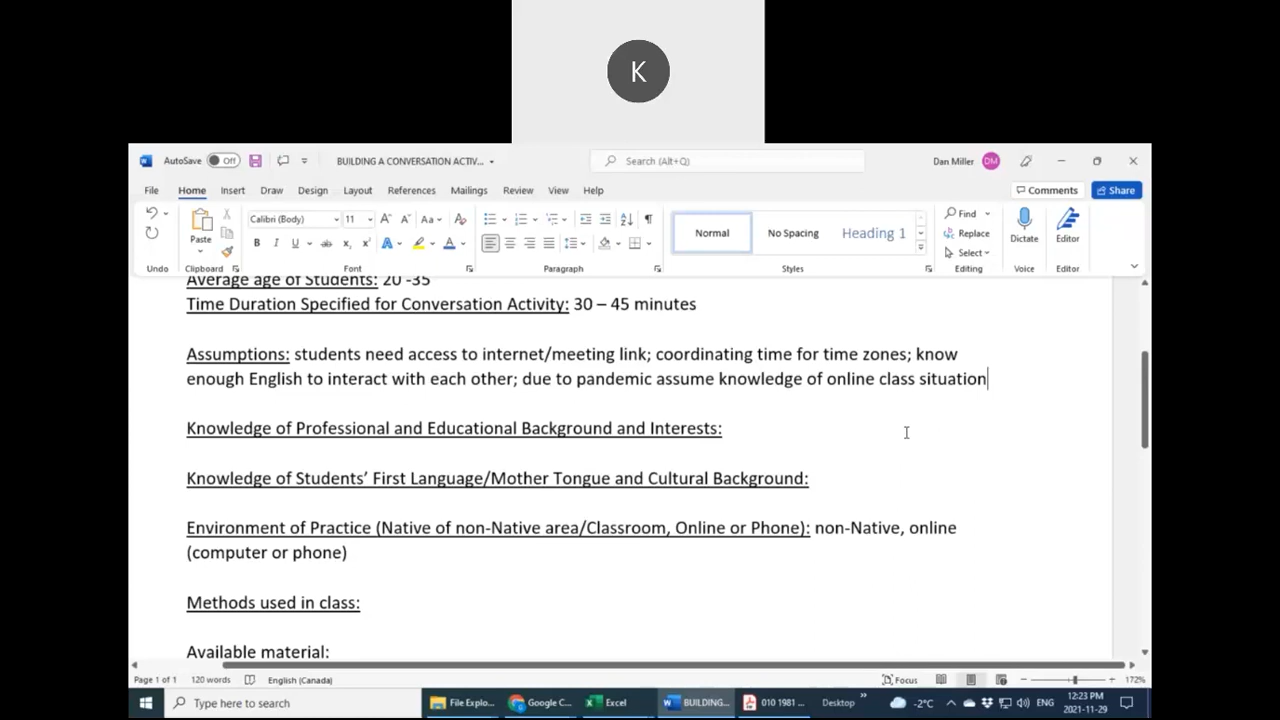 K
AutoSave Off BUILDING A CONVERSATION ACTIV... Search (Alt+Q) Dan Miller DM
File Home Insert Draw Design Layout References Mailings Review View Help Comments Share
Calibri (Body) 11 A A Aa A Normal No Spacing Heading 1 Find
Paste Replace Dictate Editor
B I U ab x₂ x² A A Select
Undo Clipboard Font Paragraph Styles Editing Voice Editor
Average age of Students: 20 -35
Time Duration Specified for Conversation Activity: 30 – 45 minutes
Assumptions: students need access to internet/meeting link; coordinating time for time zones; know
enough English to interact with each other; due to pandemic assume knowledge of online class situation
Knowledge of Professional and Educational Background and Interests:
Knowledge of Students’ First Language/Mother Tongue and Cultural Background:
Environment of Practice (Native of non-Native area/Classroom, Online or Phone): non-Native, online
(computer or phone)
Methods used in class:
Available material:
Page 1 of 1 120 words English (Canada) Focus 172%
Type here to search File Explo... Google C... Excel BUILDING... 010 1981 ... Desktop -2°C ENG 12:23 PM
2021-11-29